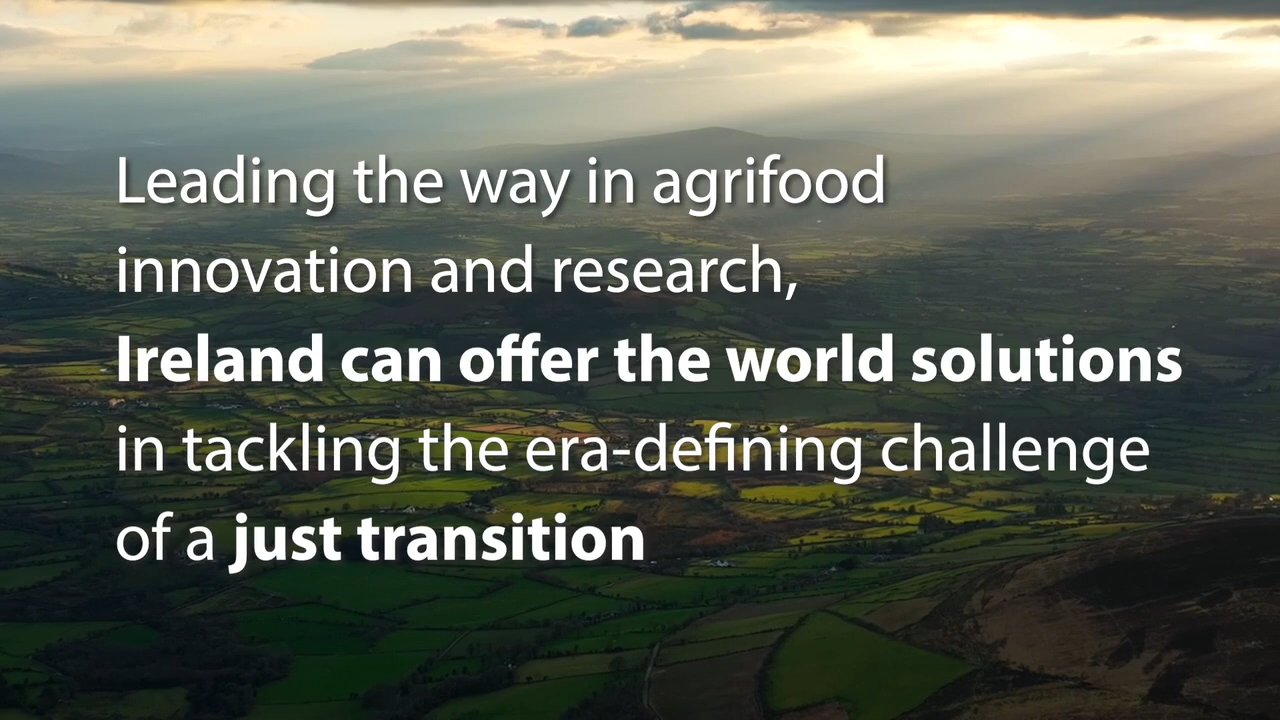 Leading the way in agrifood
innovation and research,
Ireland can offer the world solutions
in tackling the era-defining challenge
of a just transition